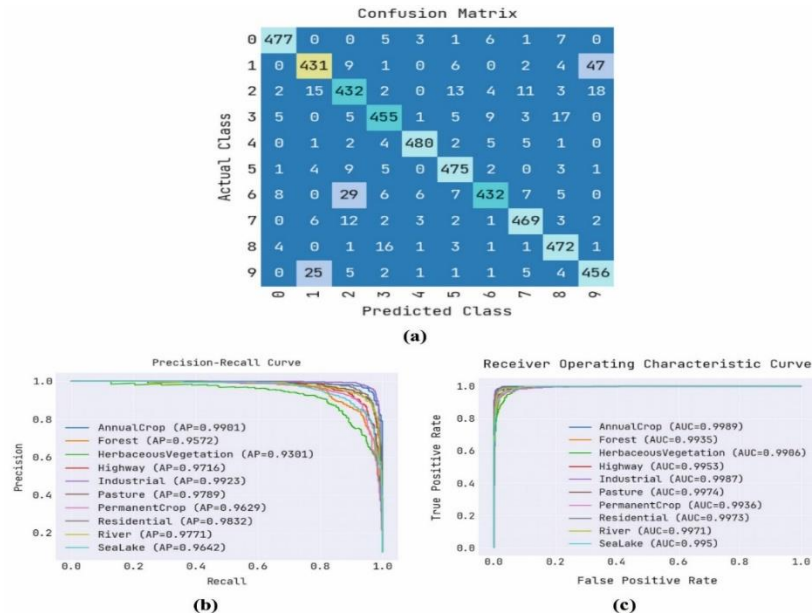 Confusion Matrix
0 477 0 0 5 3 1 6 1 7 0
1 0 431 9 1 0 6 0 2 4 47
2 2 15 432 2 0 13 4 11 3 18
3 5 0 5 455 1 5 9 3 17 0
4 0 1 2 4 480 2 5 5 1 0
5 1 4 9 5 0 475 2 0 3 1
6 8 0 29 6 6 7 432 7 5 0
7 0 6 12 2 3 2 1 469 3 2
8 4 0 1 16 1 3 1 1 472 1
9 0 25 5 2 1 1 1 5 4 456
Actual Class
0 1 2 3 4 5 6 7 8 9
Predicted Class
(a)
Precision-Recall Curve
1.0
0.8
0.6
0.4
0.2
Precision
AnnualCrop (AP=0.9901)
Forest (AP=0.9572)
HerbaceousVegetation (AP=0.9301)
Highway (AP=0.9716)
Industrial (AP=0.9923)
Pasture (AP=0.9789)
PermanentCrop (AP=0.9629)
Residential (AP=0.9832)
River (AP=0.9771)
SeaLake (AP=0.9642)
0.0 0.2 0.4 0.6 0.8 1.0
Recall
(b)
Receiver Operating Characteristic Curve
1.0
0.8
0.6
0.4
0.2
0.0
True Positive Rate
AnnualCrop (AUC=0.9989)
Forest (AUC=0.9935)
HerbaceousVegetation (AUC=0.9906)
Highway (AUC=0.9953)
Industrial (AUC=0.9987)
Pasture (AUC=0.9974)
PermanentCrop (AUC=0.9936)
Residential (AUC=0.9973)
River (AUC=0.9971)
SeaLake (AUC=0.995)
0.0 0.2 0.4 0.6 0.8 1.0
False Positive Rate
(c)